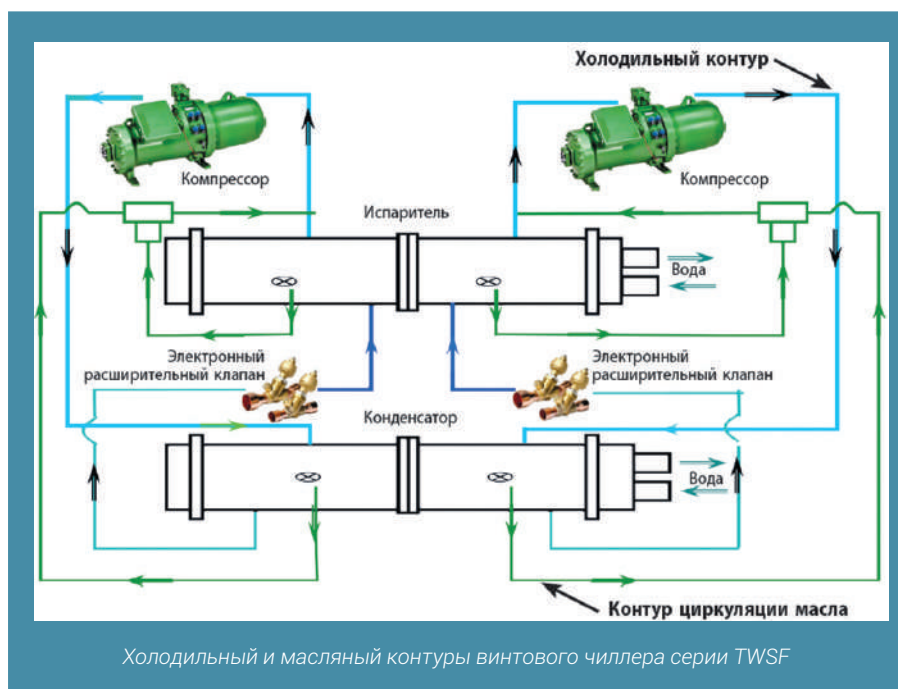 Холодильный контур
Компрессор
Компрессор
Испаритель
Вода
Электронный
расширительный клапан
Электронный
расширительный клапан
Конденсатор
Вода
Контур циркуляции масла
Холодильный и масляный контуры винтового чиллера серии TWSF